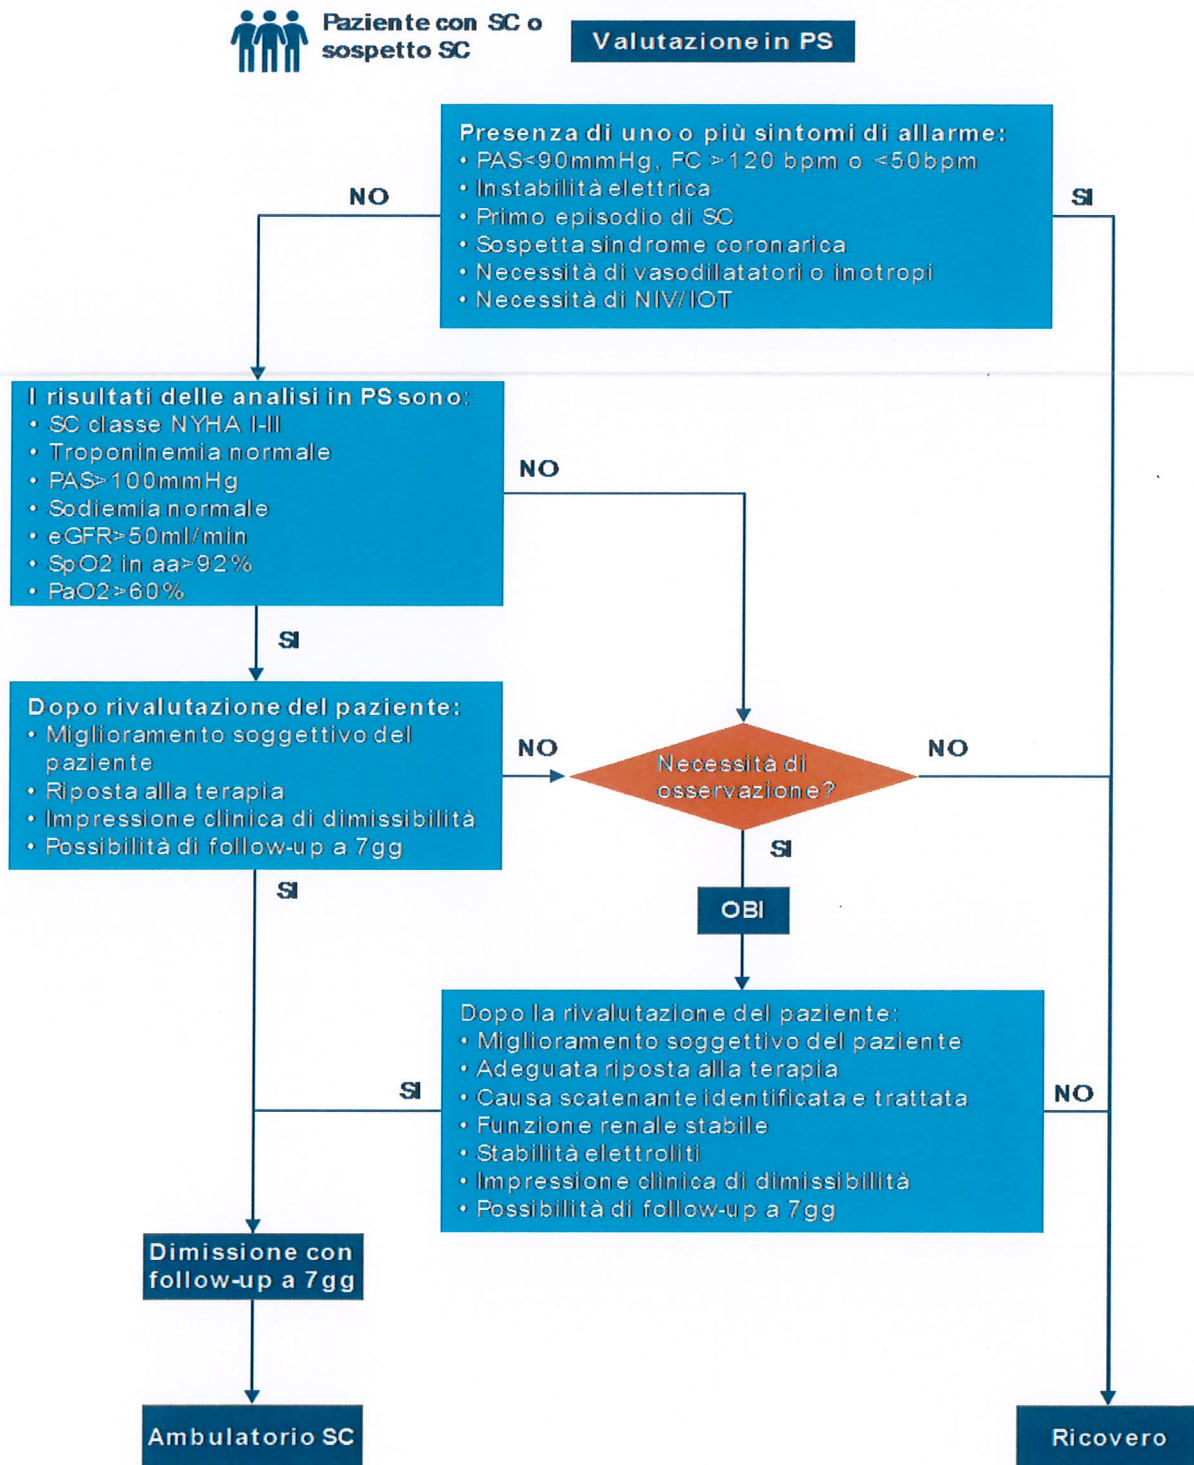 Paziente con SC o
sospetto SC
Valutazione in PS
Presenza di uno o più sintomi di allarme:
• PAS<90mmHg, FC >120 bpm o <50bpm
• Instabilità elettrica
• Primo episodio di SC
• Sospetta sindrome coronarica
• Necessità di vasodilatatori o inotropi
• Necessità di NIV/IOT
NO
SI
I risultati delle analisi in PS sono:
• SC classe NYHA I-III
• Troponinemia normale
• PAS>100mmHg
• Sodiemia normale
• eGFR>50ml/min
• SpO2 in aa>92%
• PaO2>60%
NO
SI
Dopo rivalutazione del paziente:
• Miglioramento soggettivo del
paziente
• Riposta alla terapia
• Impressione clinica di dimissibilità
• Possibilità di follow-up a 7gg
NO
Necessità di
osservazione?
NO
SI
SI
OBI
Dopo la rivalutazione del paziente:
• Miglioramento soggettivo del paziente
• Adeguata riposta alla terapia
• Causa scatenante identificata e trattata
• Funzione renale stabile
• Stabilità elettroliti
• Impressione clinica di dimissibilità
• Possibilità di follow-up a 7gg
SI
NO
Dimissione con
follow-up a 7gg
Ambulatorio SC
Ricovero